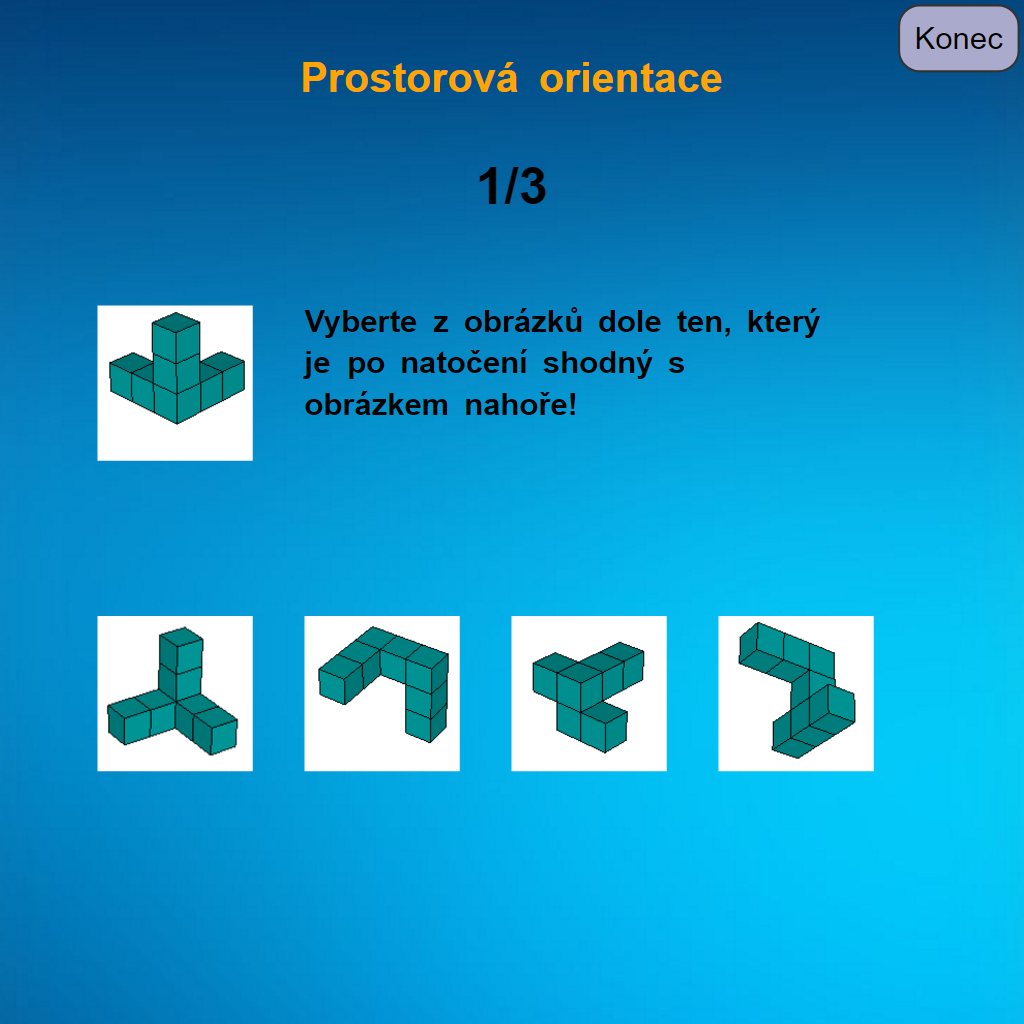 Konec
Prostorová orientace
1/3
Vyberte z obrázků dole ten, který
je po natočení shodný s
obrázkem nahoře!